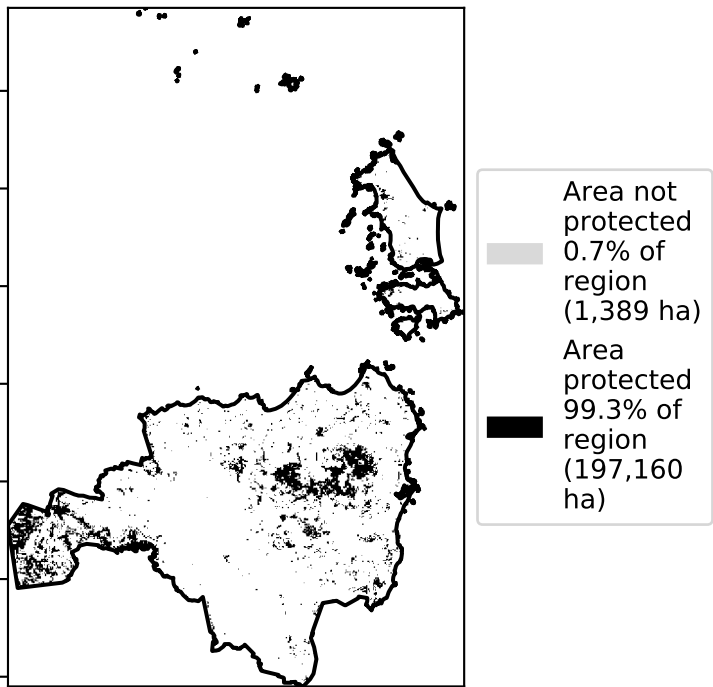 Area not
protected
0.7% of
region
(1,389 ha)
Area
protected
99.3% of
region
(197,160
ha)